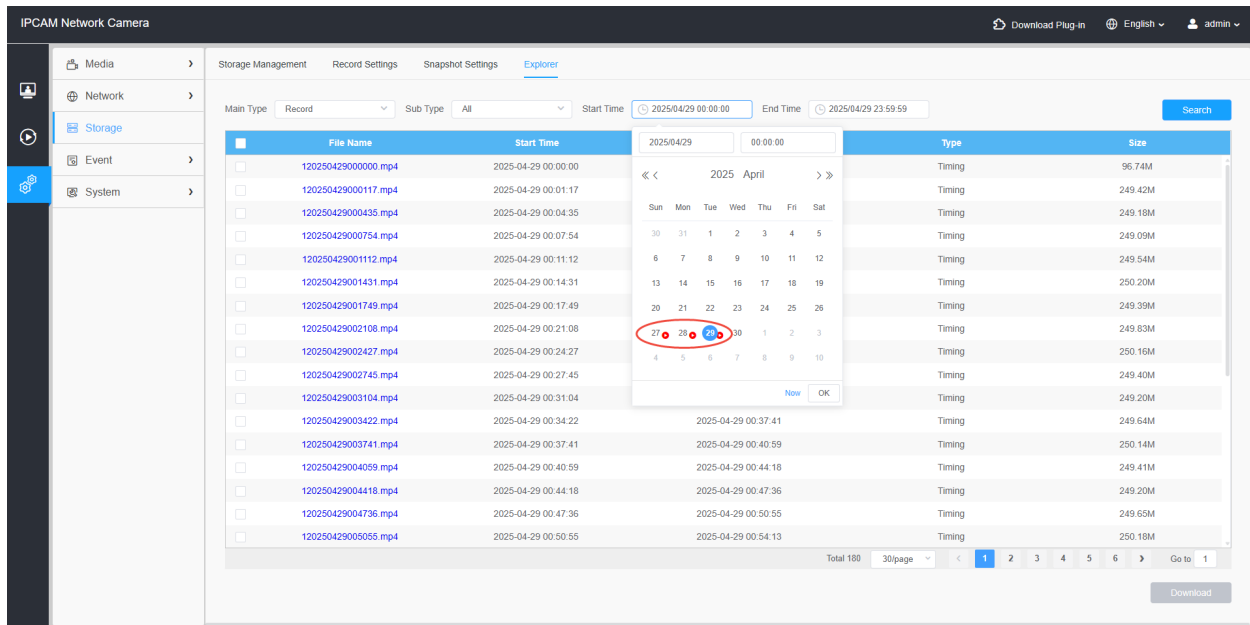 IPCAM Network Camera
Download Plug-in English admin
Media
Network
Storage
Event
System
Storage Management Record Settings Snapshot Settings Explorer
Main Type Record Sub Type All Start Time 2025/04/29 00:00:00 End Time 2025/04/29 23:59:59 Search
File Name Start Time Type Size
120250429000000.mp4 2025-04-29 00:00:00 Timing 96.74M
120250429000117.mp4 2025-04-29 00:01:17 Timing 249.42M
120250429000435.mp4 2025-04-29 00:04:35 Timing 249.18M
120250429000754.mp4 2025-04-29 00:07:54 Timing 249.09M
120250429001112.mp4 2025-04-29 00:11:12 Timing 249.54M
120250429001431.mp4 2025-04-29 00:14:31 Timing 250.20M
120250429001749.mp4 2025-04-29 00:17:49 Timing 249.39M
120250429002108.mp4 2025-04-29 00:21:08 Timing 249.83M
120250429002427.mp4 2025-04-29 00:24:27 Timing 250.16M
120250429002745.mp4 2025-04-29 00:27:45 Timing 249.40M
120250429003104.mp4 2025-04-29 00:31:04 Timing 249.20M
120250429003422.mp4 2025-04-29 00:34:22 2025-04-29 00:37:41 Timing 249.64M
120250429003741.mp4 2025-04-29 00:37:41 2025-04-29 00:40:59 Timing 250.14M
120250429004059.mp4 2025-04-29 00:40:59 2025-04-29 00:44:18 Timing 249.41M
120250429004418.mp4 2025-04-29 00:44:18 2025-04-29 00:47:36 Timing 249.20M
120250429004736.mp4 2025-04-29 00:47:36 2025-04-29 00:50:55 Timing 249.65M
120250429005055.mp4 2025-04-29 00:50:55 2025-04-29 00:54:13 Timing 250.18M
2025/04/29 00:00:00
2025 April
Sun Mon Tue Wed Thu Fri Sat
30 31 1 2 3 4 5
6 7 8 9 10 11 12
13 14 15 16 17 18 19
20 21 22 23 24 25 26
27 28 29 30 1 2 3
4 5 6 7 8 9 10
Now OK
Total 180 30/page 1 2 3 4 5 6 Go to 1
Download